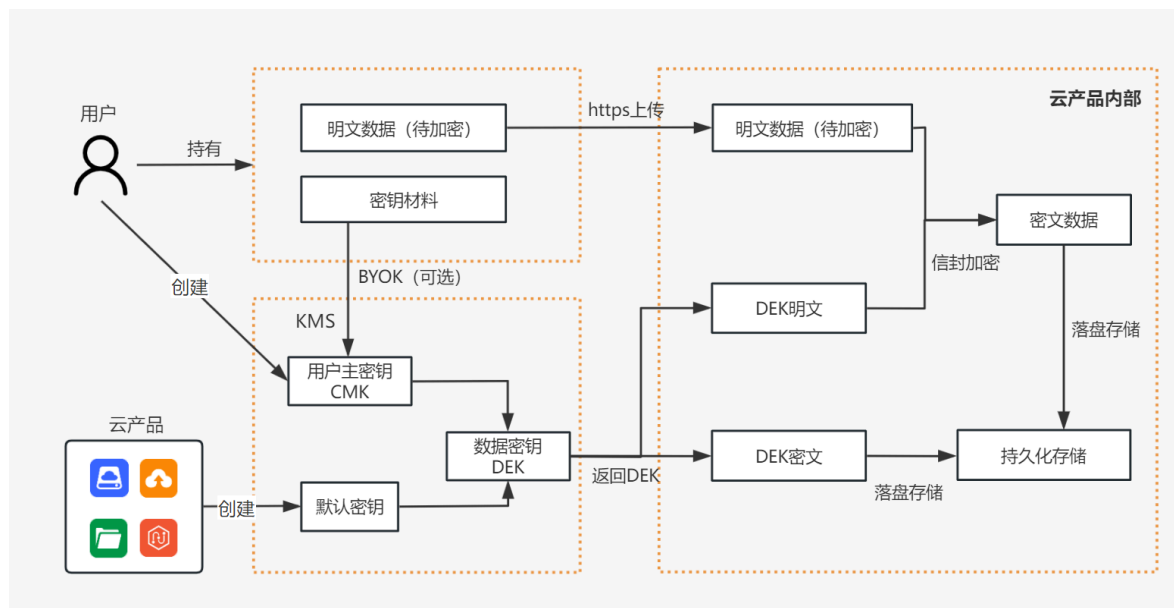 云产品内部
用户
明文数据（待加密）
https上传
明文数据（待加密）
持有
密钥材料
密文数据
BYOK（可选）
信封加密
创建
KMS
DEK明文
落盘存储
用户主密钥
CMK
云产品
数据密钥
DEK
返回DEK
DEK密文
持久化存储
落盘存储
创建
默认密钥